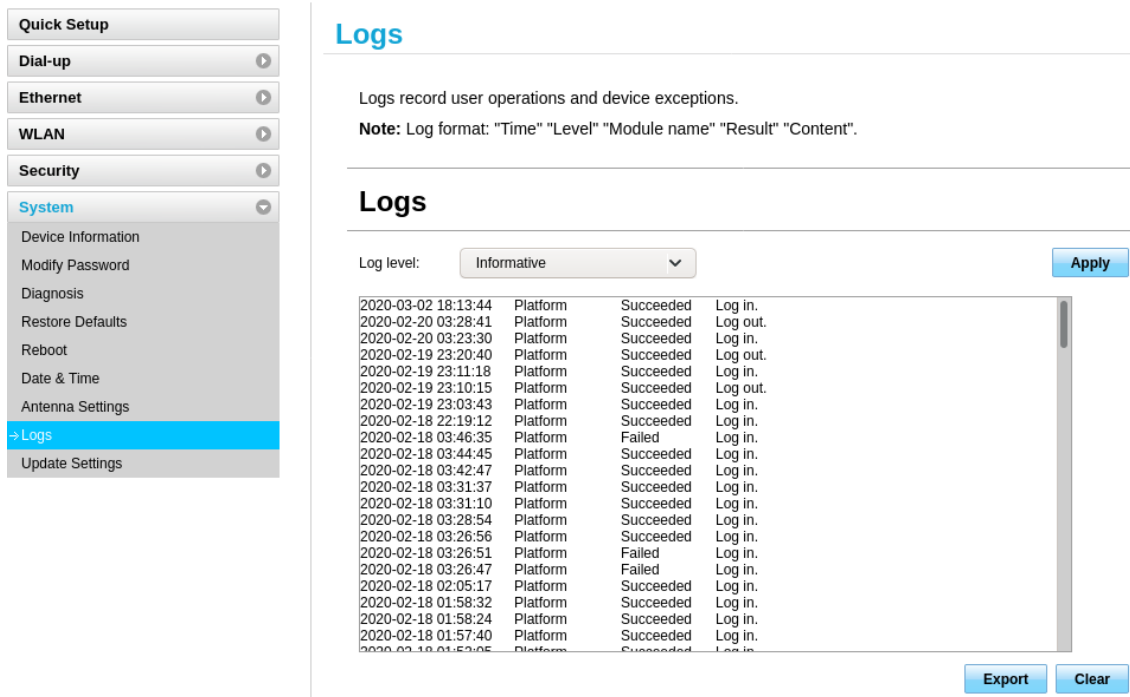 Quick Setup
Dial-up
Ethernet
WLAN
Security
System
Device Information
Modify Password
Diagnosis
Restore Defaults
Reboot
Date & Time
Antenna Settings
Logs
Update Settings
Logs
Logs record user operations and device exceptions.
Note: Log format: "Time" "Level" "Module name" "Result" "Content".
Logs
Log level: Informative Apply
2020-03-02 18:13:44 Platform Succeeded Log in.
2020-02-20 03:28:41 Platform Succeeded Log out.
2020-02-20 03:23:30 Platform Succeeded Log in.
2020-02-19 23:20:40 Platform Succeeded Log out.
2020-02-19 23:11:18 Platform Succeeded Log in.
2020-02-19 23:10:15 Platform Succeeded Log out.
2020-02-19 23:03:43 Platform Succeeded Log in.
2020-02-18 22:19:12 Platform Succeeded Log in.
2020-02-18 03:46:35 Platform Failed Log in.
2020-02-18 03:44:45 Platform Succeeded Log in.
2020-02-18 03:42:47 Platform Succeeded Log in.
2020-02-18 03:31:37 Platform Succeeded Log in.
2020-02-18 03:31:10 Platform Succeeded Log in.
2020-02-18 03:28:54 Platform Succeeded Log in.
2020-02-18 03:26:56 Platform Succeeded Log in.
2020-02-18 03:26:51 Platform Failed Log in.
2020-02-18 03:26:47 Platform Failed Log in.
2020-02-18 02:05:17 Platform Succeeded Log in.
2020-02-18 01:58:32 Platform Succeeded Log in.
2020-02-18 01:58:24 Platform Succeeded Log in.
2020-02-18 01:57:40 Platform Succeeded Log in.
Export Clear